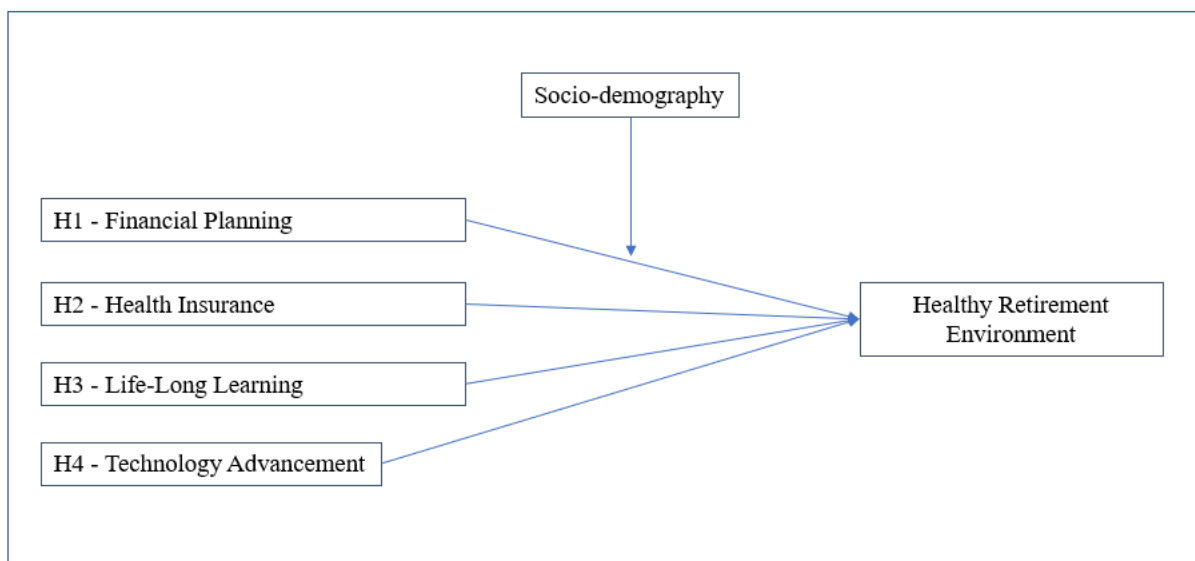 Socio-demography
H1 - Financial Planning
H2 - Health Insurance
Healthy Retirement
Environment
H3 - Life-Long Learning
H4 - Technology Advancement